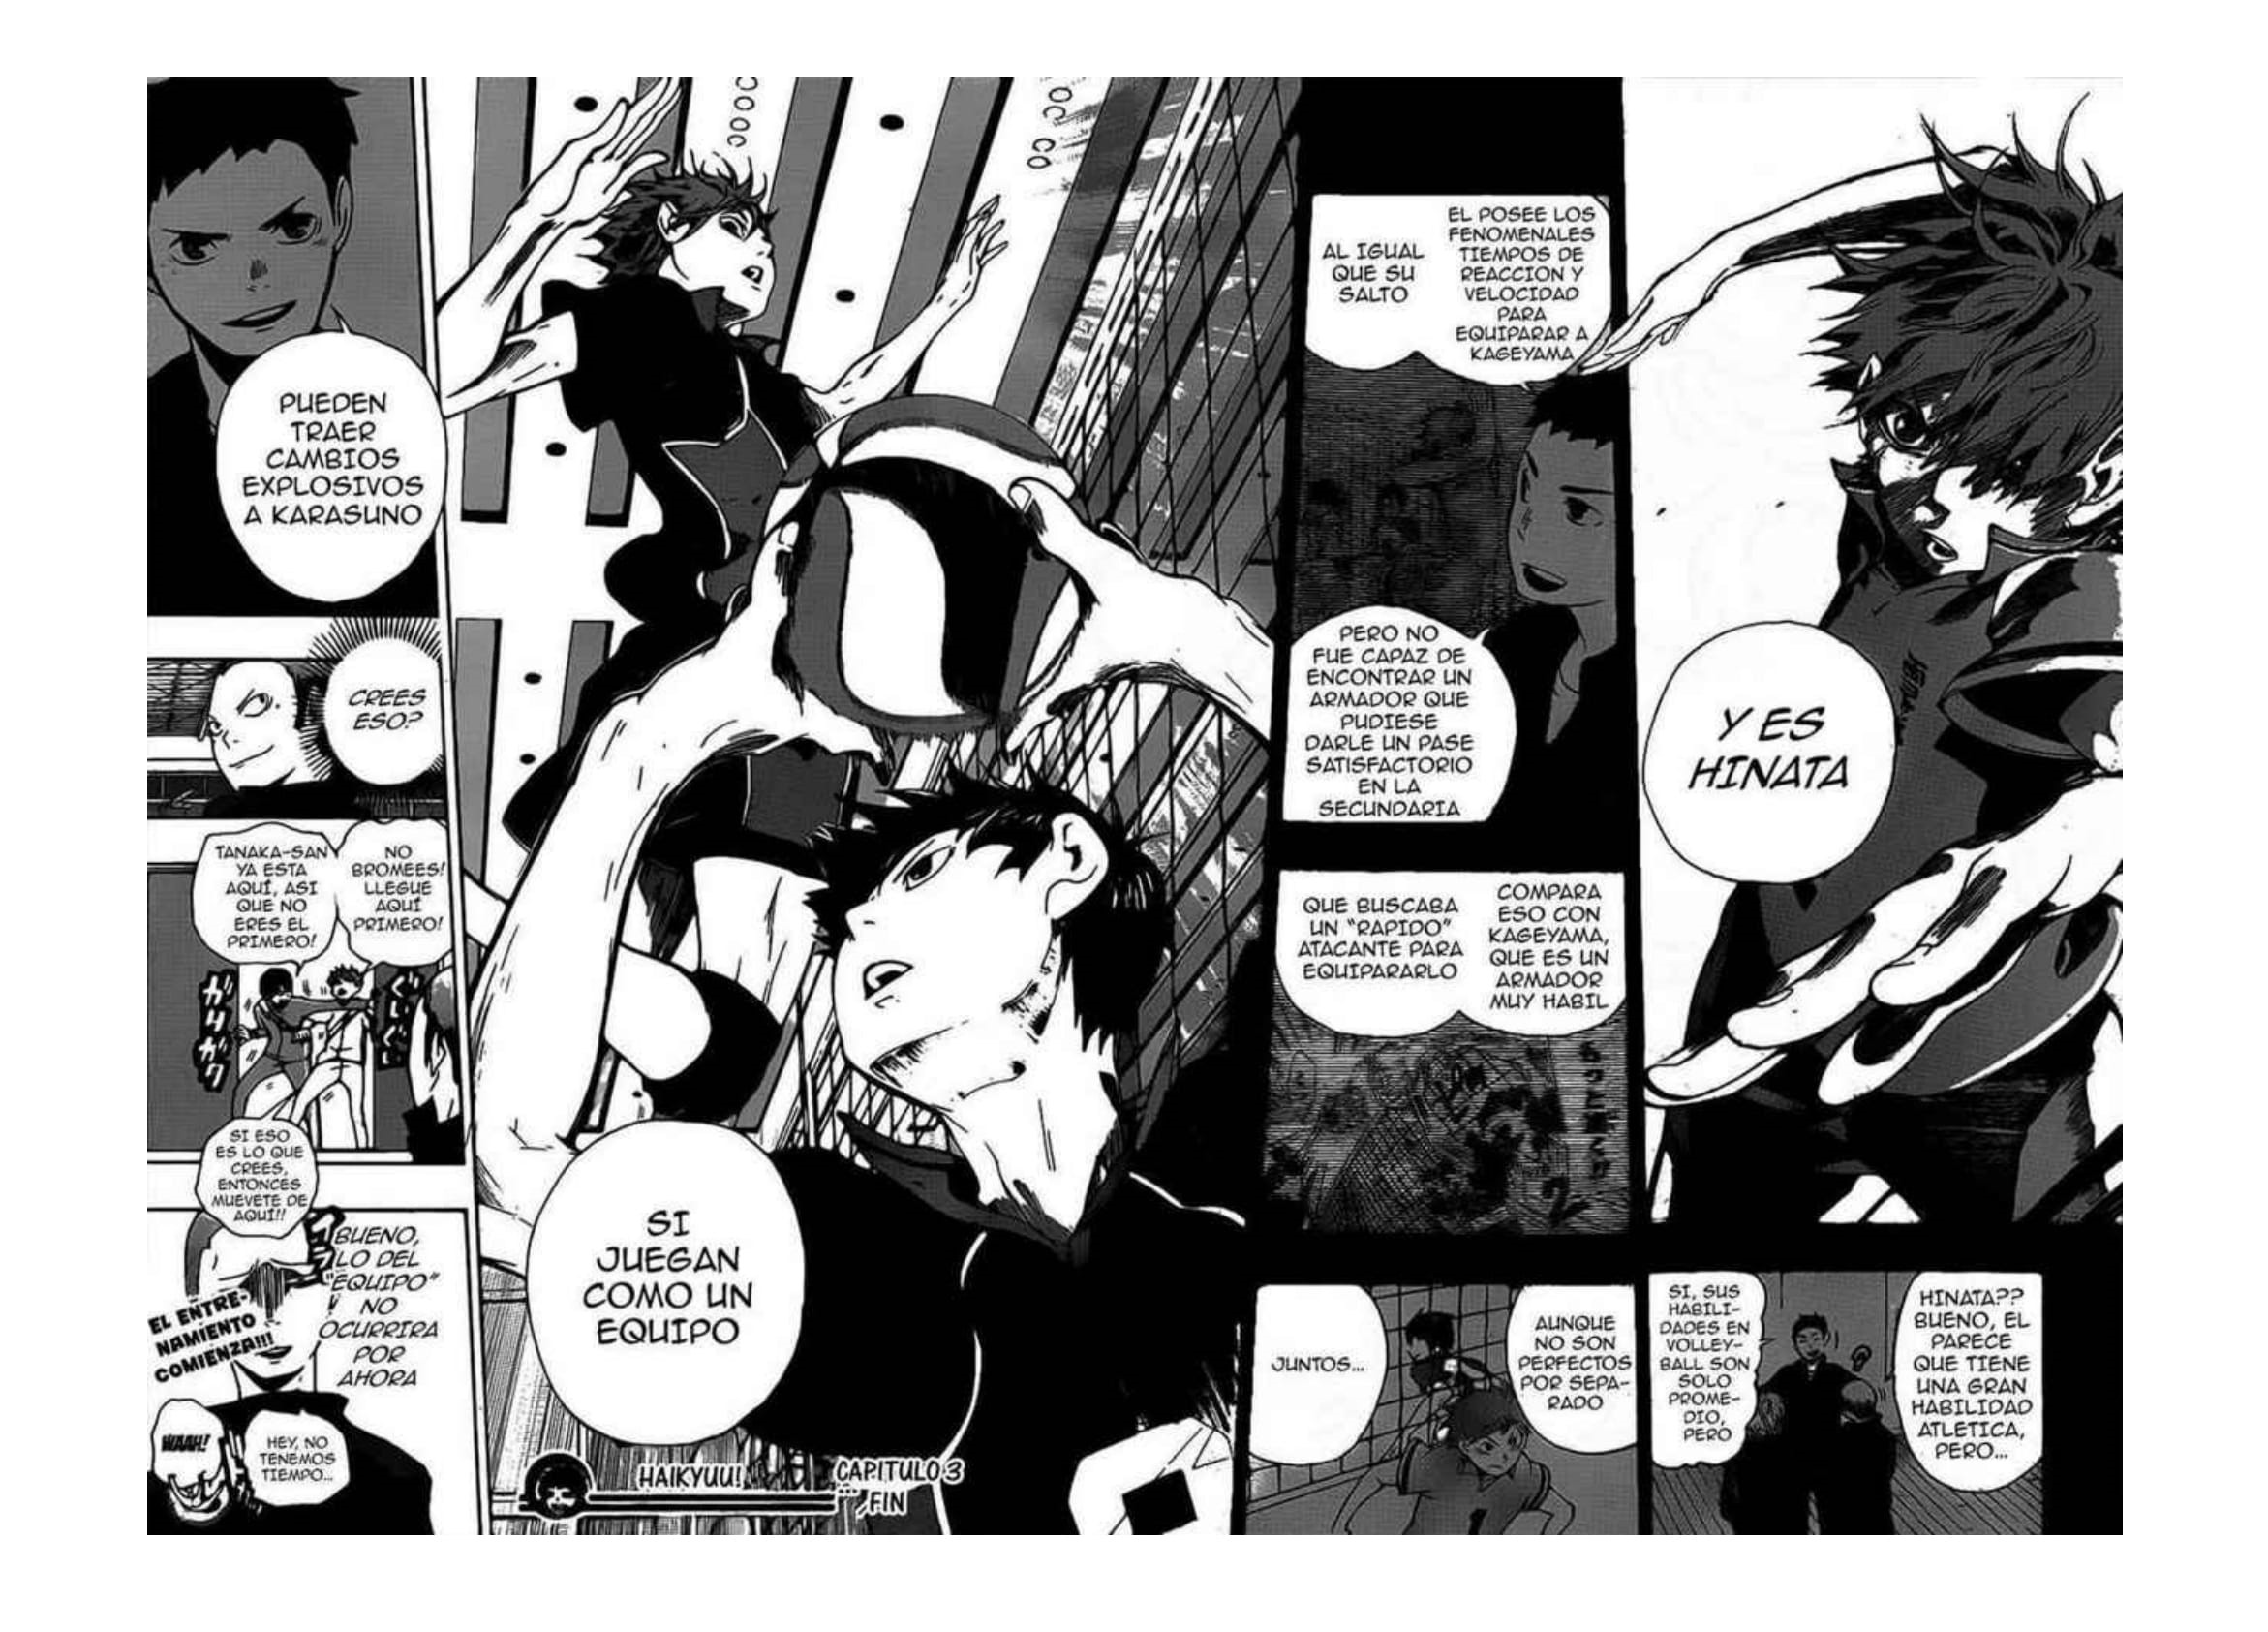 Y ES
HINATA
HINATA??
BUENO, EL
PARECE
QUE TIENE
UNA GRAN
HABILIDAD
ATLETICA,
PERO...
SI, SUS
HABILI-
DADES EN
VOLLEY-
BALL SON
SOLO
PROME-
DIO,
PERO
EL POSEE LOS
FENOMENALES
TIEMPOS DE
REACCION Y
VELOCIDAD
PARA
EQUIPARAR A
KAGEYAMA
AL IGUAL
QUE SU
SALTO
PERO NO
FUE CAPAZ DE
ENCONTRAR UN
ARMADOR QUE
PUDIESE
DARLE UN PASE
SATISFACTORIO
EN LA
SECUNDARIA
COMPARA
ESO CON
KAGEYAMA,
QUE ES UN
ARMADOR
MUY HABIL
QUE BUSCABA
UN "RAPIDO"
ATACANTE PARA
EQUIPARARLO
2
AUNQUE
NO SON
PERFECTOS
POR SEPA-
RADO
JUNTOS...
1
SI
JUEGAN
COMO UN
EQUIPO
HAIKYUU!
CAPITULO 3
... FIN
PUEDEN
TRAER
CAMBIOS
EXPLOSIVOS
A KARASUNO
CREES
ESO?
NO
BROMEES!
LLEGUE
AQUÍ
PRIMERO!
TANAKA-SAN
YA ESTA
AQUÍ, ASI
QUE NO
ERES EL
PRIMERO!
SI ESO
ES LO QUE
CREES,
ENTONCES
MUEVETE DE
AQUÍ!!
BUENO,
LO DEL
"EQUIPO"
NO
OCURRIRA
POR
AHORA
EL ENTRE-
NAMIENTO
COMIENZA!!!
HEY, NO
TENEMOS
TIEMPO...
WAAH!